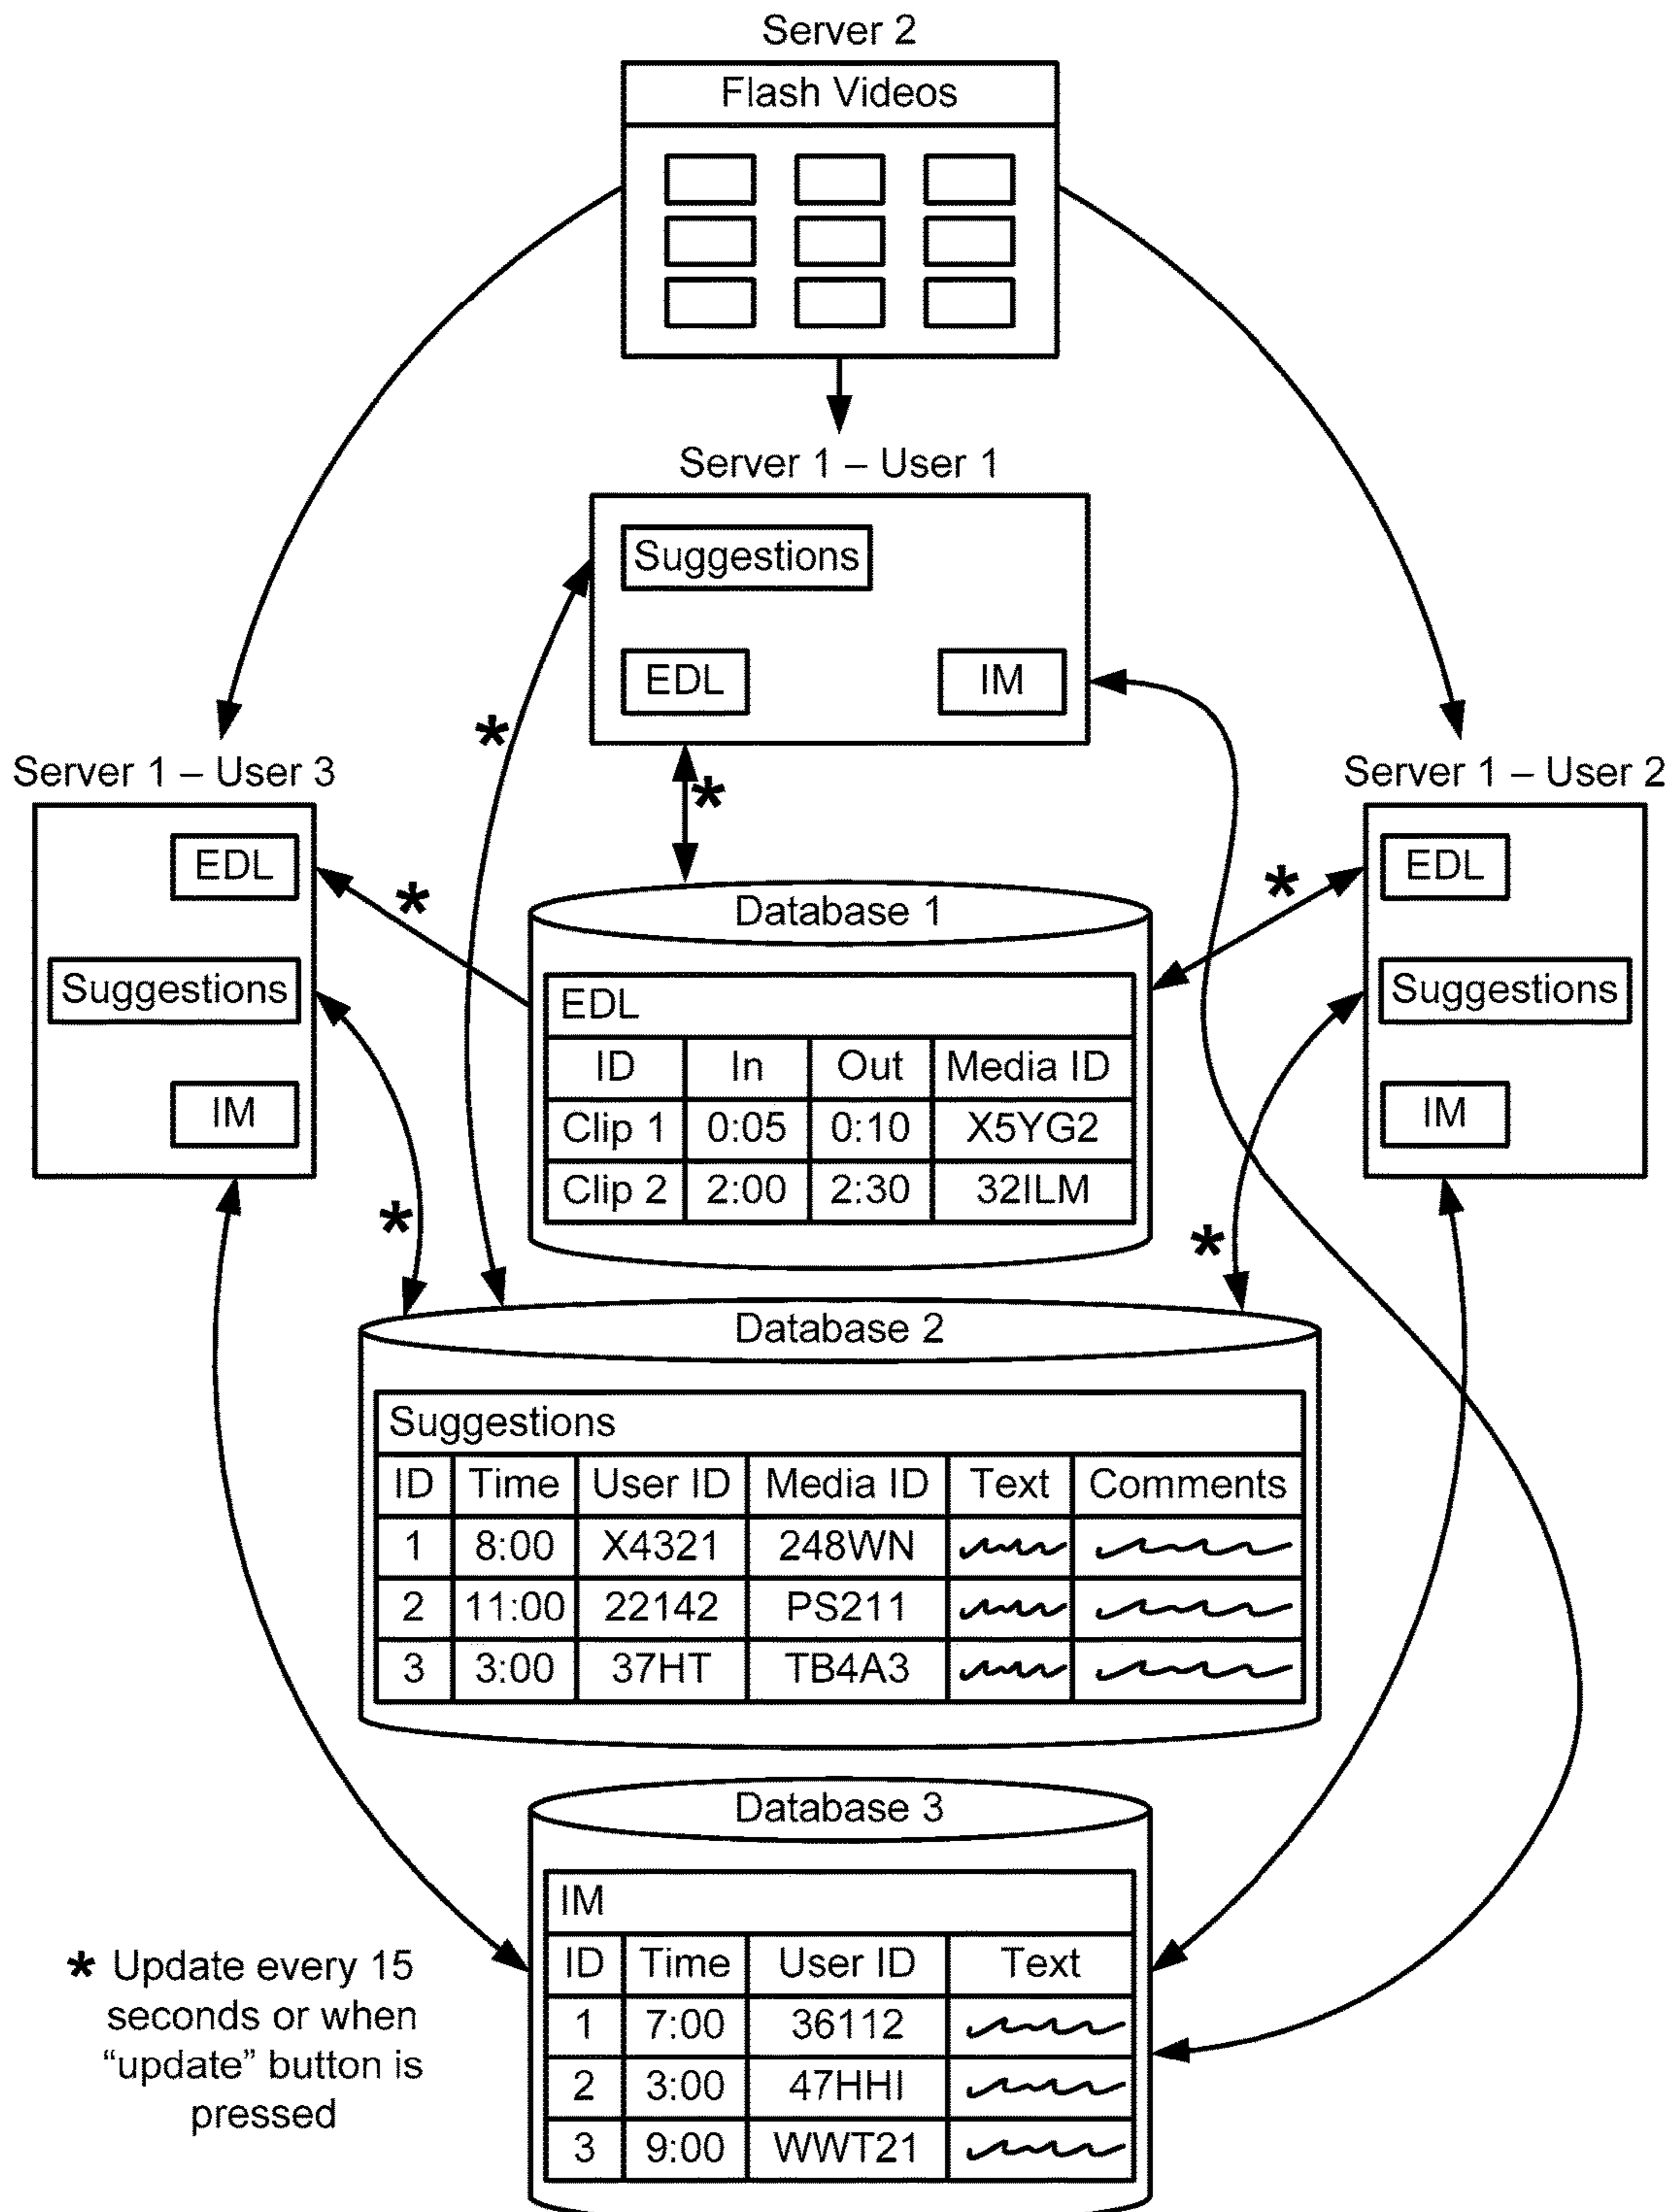 Server 2
Flash Videos
Server 1 – User 1
Suggestions
EDL
IM
*
*
Server 1 – User 3
EDL
Suggestions
IM
*
*
Server 1 – User 2
EDL
Suggestions
IM
*
*
Database 1
EDL
ID In Out Media ID
Clip 1 0:05 0:10 X5YG2
Clip 2 2:00 2:30 32ILM
Database 2
Suggestions
ID Time User ID Media ID Text Comments
1 8:00 X4321 248WN
2 11:00 22142 PS211
3 3:00 37HT TB4A3
Database 3
IM
ID Time User ID Text
1 7:00 36112
2 3:00 47HHI
3 9:00 WWT21
* Update every 15
seconds or when
“update” button is
pressed